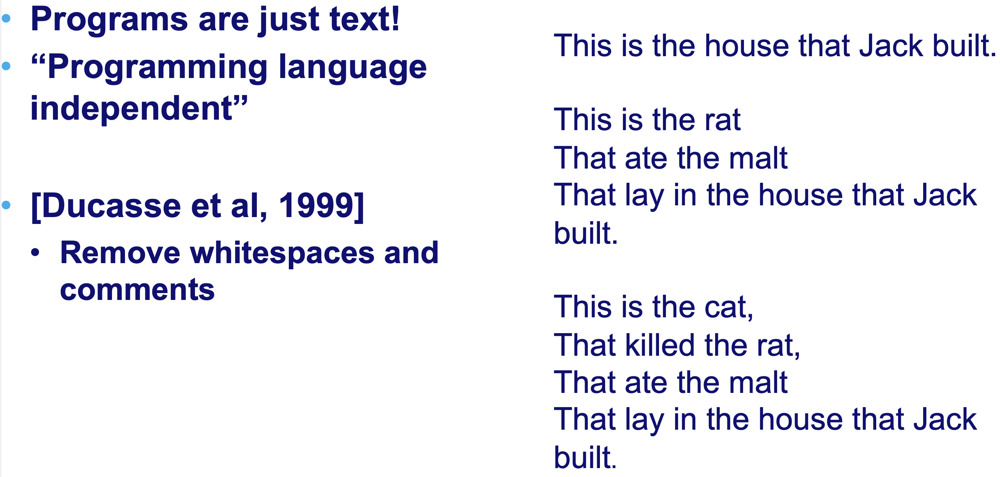 • Programs are just text!
• “Programming language
independent”
• [Ducasse et al, 1999]
• Remove whitespaces and
comments
This is the house that Jack built.
This is the rat
That ate the malt
That lay in the house that Jack
built.
This is the cat,
That killed the rat,
That ate the malt
That lay in the house that Jack
built.